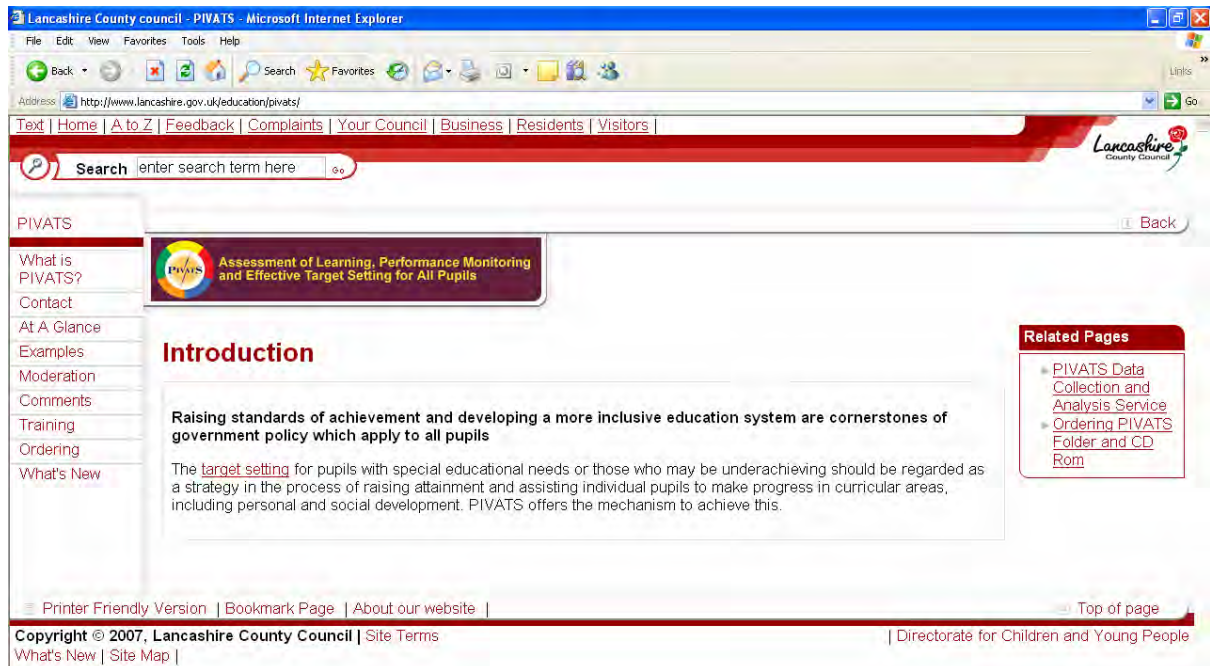 Lancashire County council - PIVATS - Microsoft Internet Explorer
File Edit View Favorites Tools Help
Back Search Favorites Links
Address http://www.lancashire.gov.uk/education/pivats/ Go
Text | Home | A to Z | Feedback | Complaints | Your Council | Business | Residents | Visitors |
Lancashire
County Council
Search enter search term here Go
PIVATS
Back
What is
PIVATS?
Contact
At A Glance
Examples
Moderation
Comments
Training
Ordering
What's New
PIVATS
Assessment of Learning, Performance Monitoring
and Effective Target Setting for All Pupils
Introduction
Raising standards of achievement and developing a more inclusive education system are cornerstones of
government policy which apply to all pupils
The target setting for pupils with special educational needs or those who may be underachieving should be regarded as
a strategy in the process of raising attainment and assisting individual pupils to make progress in curricular areas,
including personal and social development. PIVATS offers the mechanism to achieve this.
Related Pages
PIVATS Data
Collection and
Analysis Service
Ordering PIVATS
Folder and CD
Rom
Printer Friendly Version | Bookmark Page | About our website |
Top of page
Copyright © 2007, Lancashire County Council | Site Terms
| Directorate for Children and Young People
What's New | Site Map |